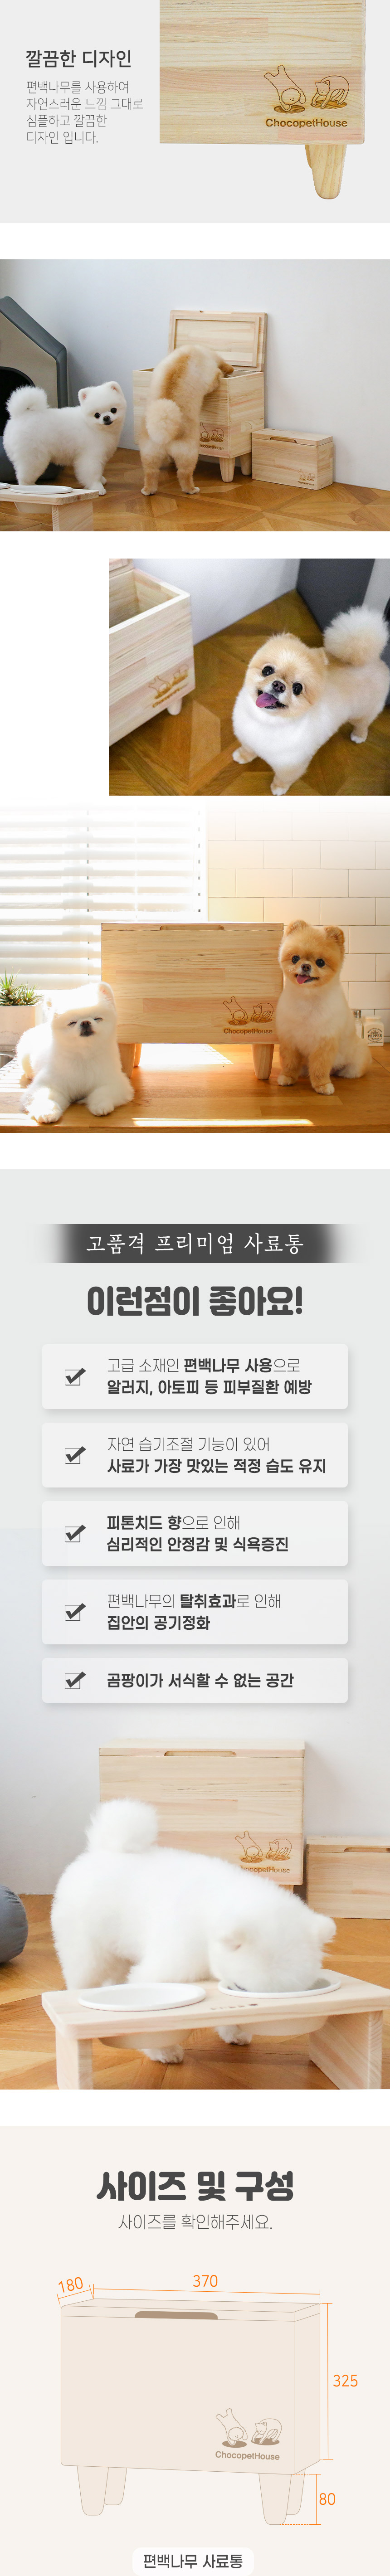 깔끔한 디자인
편백나무를 사용하여
자연스러운 느낌 그대로
심플하고 깔끔한
디자인 입니다.
ChocopetHouse
ChocopetHouse
고품격 프리미엄 사료통
이런점이 좋아요!
고급 소재인 편백나무 사용으로
알러지, 아토피 등 피부질환 예방
자연 습기조절 기능이 있어
사료가 가장 맛있는 적정 습도 유지
피톤치드 향으로 인해
심리적인 안정감 및 식욕증진
편백나무의 탈취효과로 인해
집안의 공기정화
곰팡이가 서식할 수 없는 공간
ChocopetHouse
사이즈 및 구성
사이즈를 확인해주세요.
180
370
325
ChocopetHouse
80
편백나무 사료통